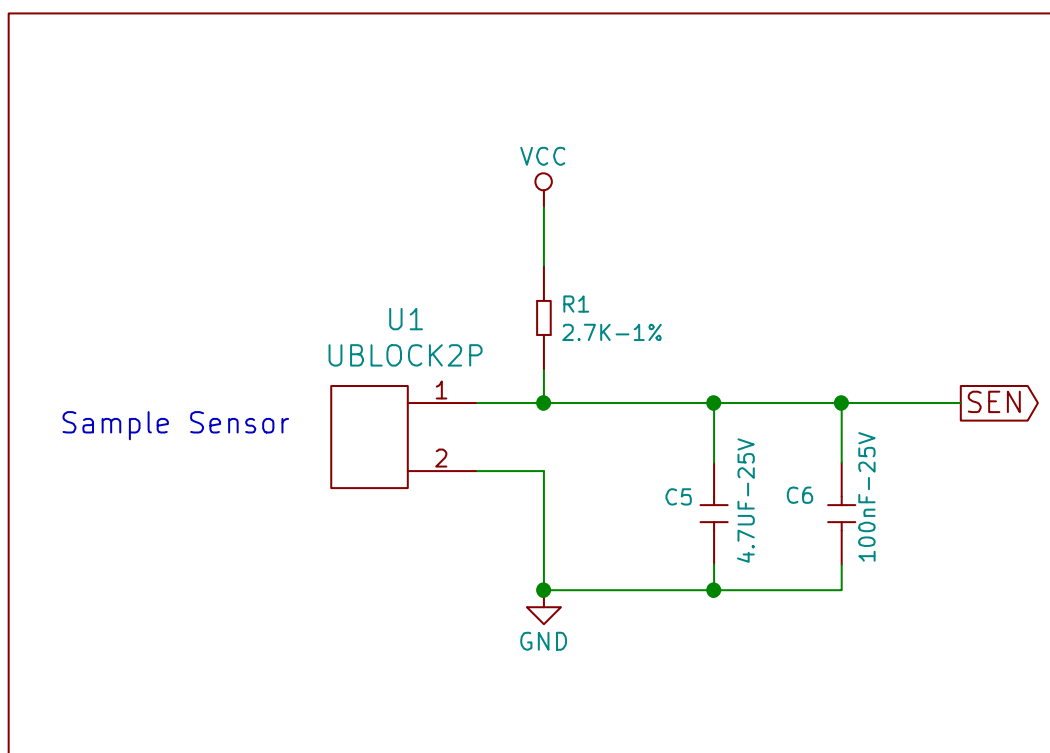 VCC
R1
2.7K-1%
U1
UBLOCK2P
1
Sample Sensor
2
SEN
C5
4.7UF-25V
C6
100nF-25V
GND